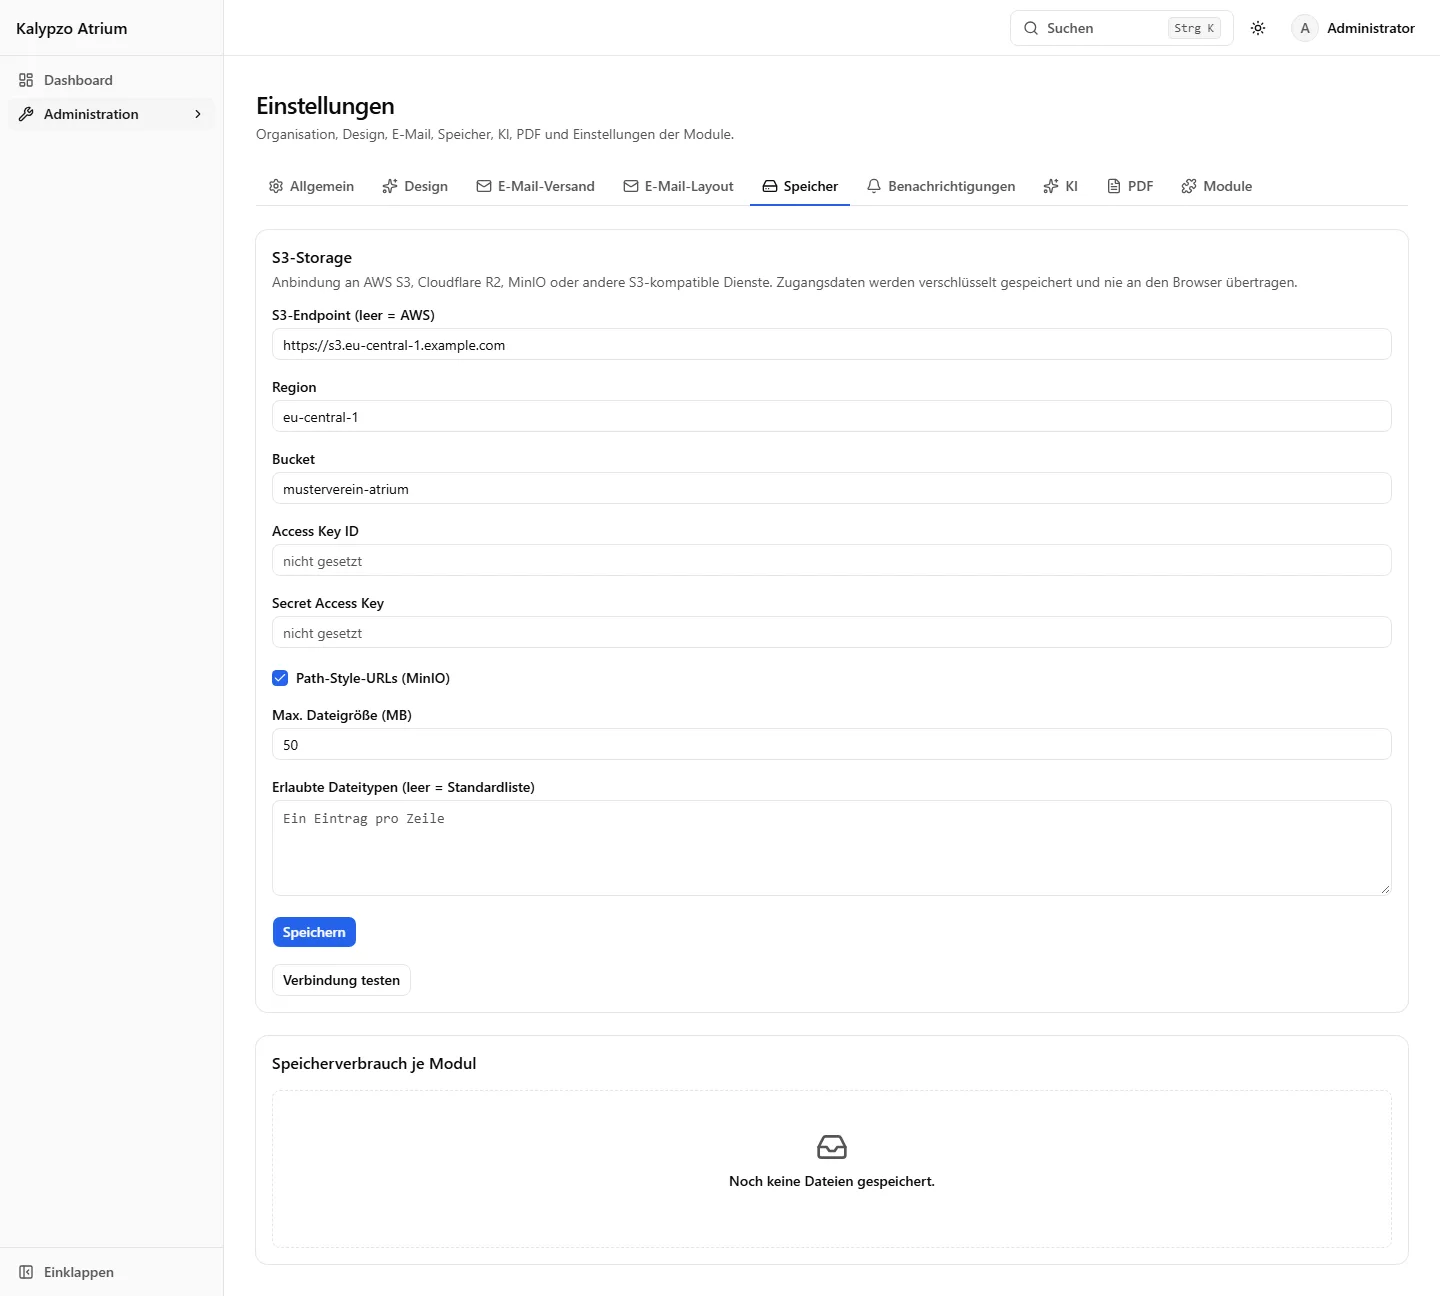 Kalypzo Atrium
Suchen
Strg K
A
Administrator
Dashboard
Administration
Einstellungen
Organisation, Design, E-Mail, Speicher, KI, PDF und Einstellungen der Module.
Allgemein
Design
E-Mail-Versand
E-Mail-Layout
Speicher
Benachrichtigungen
KI
PDF
Module
S3-Storage
Anbindung an AWS S3, Cloudflare R2, MinIO oder andere S3-kompatible Dienste. Zugangsdaten werden verschlüsselt gespeichert und nie an den Browser übertragen.
S3-Endpoint (leer = AWS)
https://s3.eu-central-1.example.com
Region
eu-central-1
Bucket
musterverein-atrium
Access Key ID
nicht gesetzt
Secret Access Key
nicht gesetzt
Path-Style-URLs (MinIO)
Max. Dateigröße (MB)
50
Erlaubte Dateitypen (leer = Standardliste)
Ein Eintrag pro Zeile
Speichern
Verbindung testen
Speicherverbrauch je Modul
Noch keine Dateien gespeichert.
Einklappen